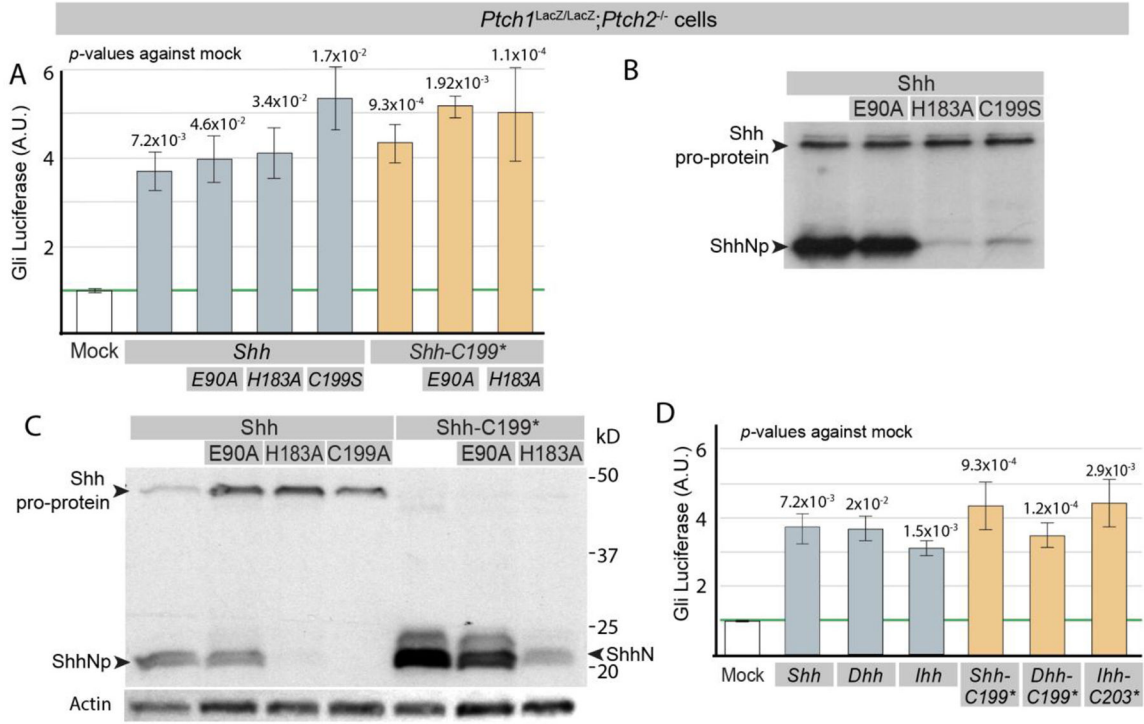 Ptch1LacZ/LacZ;Ptch2-/- cells
A
p-values against mock
Gli Luciferase (A.U.)
6
4
2
7.2x10-3
4.6x10-2
3.4x10-2
1.7x10-2
9.3x10-4
1.92x10-3
1.1x10-4
Mock
Shh
Shh-C199*
E90A
H183A
C199S
E90A
H183A
B
Shh
E90A
H183A
C199S
Shh
pro-protein
ShhNp
C
Shh
Shh-C199*
kD
E90A
H183A
C199A
E90A
H183A
Shh
pro-protein
ShhNp
Actin
-50
-37
-25
-20
ShhN
D
p-values against mock
Gli Luciferase (A.U.)
6
4
2
7.2x10-3
2x10-2
1.5x10-3
9.3x10-4
1.2x10-4
2.9x10-3
Mock
Shh
Dhh
Ihh
Shh-
C199*
Dhh-
C199*
Ihh-
C203*